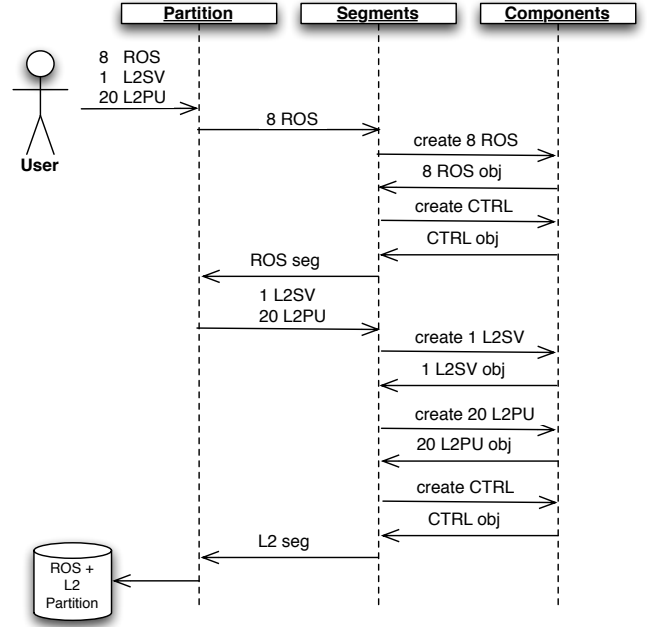 Partition
Segments
Components
8 ROS
1 L2SV
20 L2PU
User
8 ROS
create 8 ROS
8 ROS obj
create CTRL
CTRL obj
ROS seg
1 L2SV
20 L2PU
create 1 L2SV
1 L2SV obj
create 20 L2PU
20 L2PU obj
create CTRL
CTRL obj
L2 seg
ROS +
L2
Partition